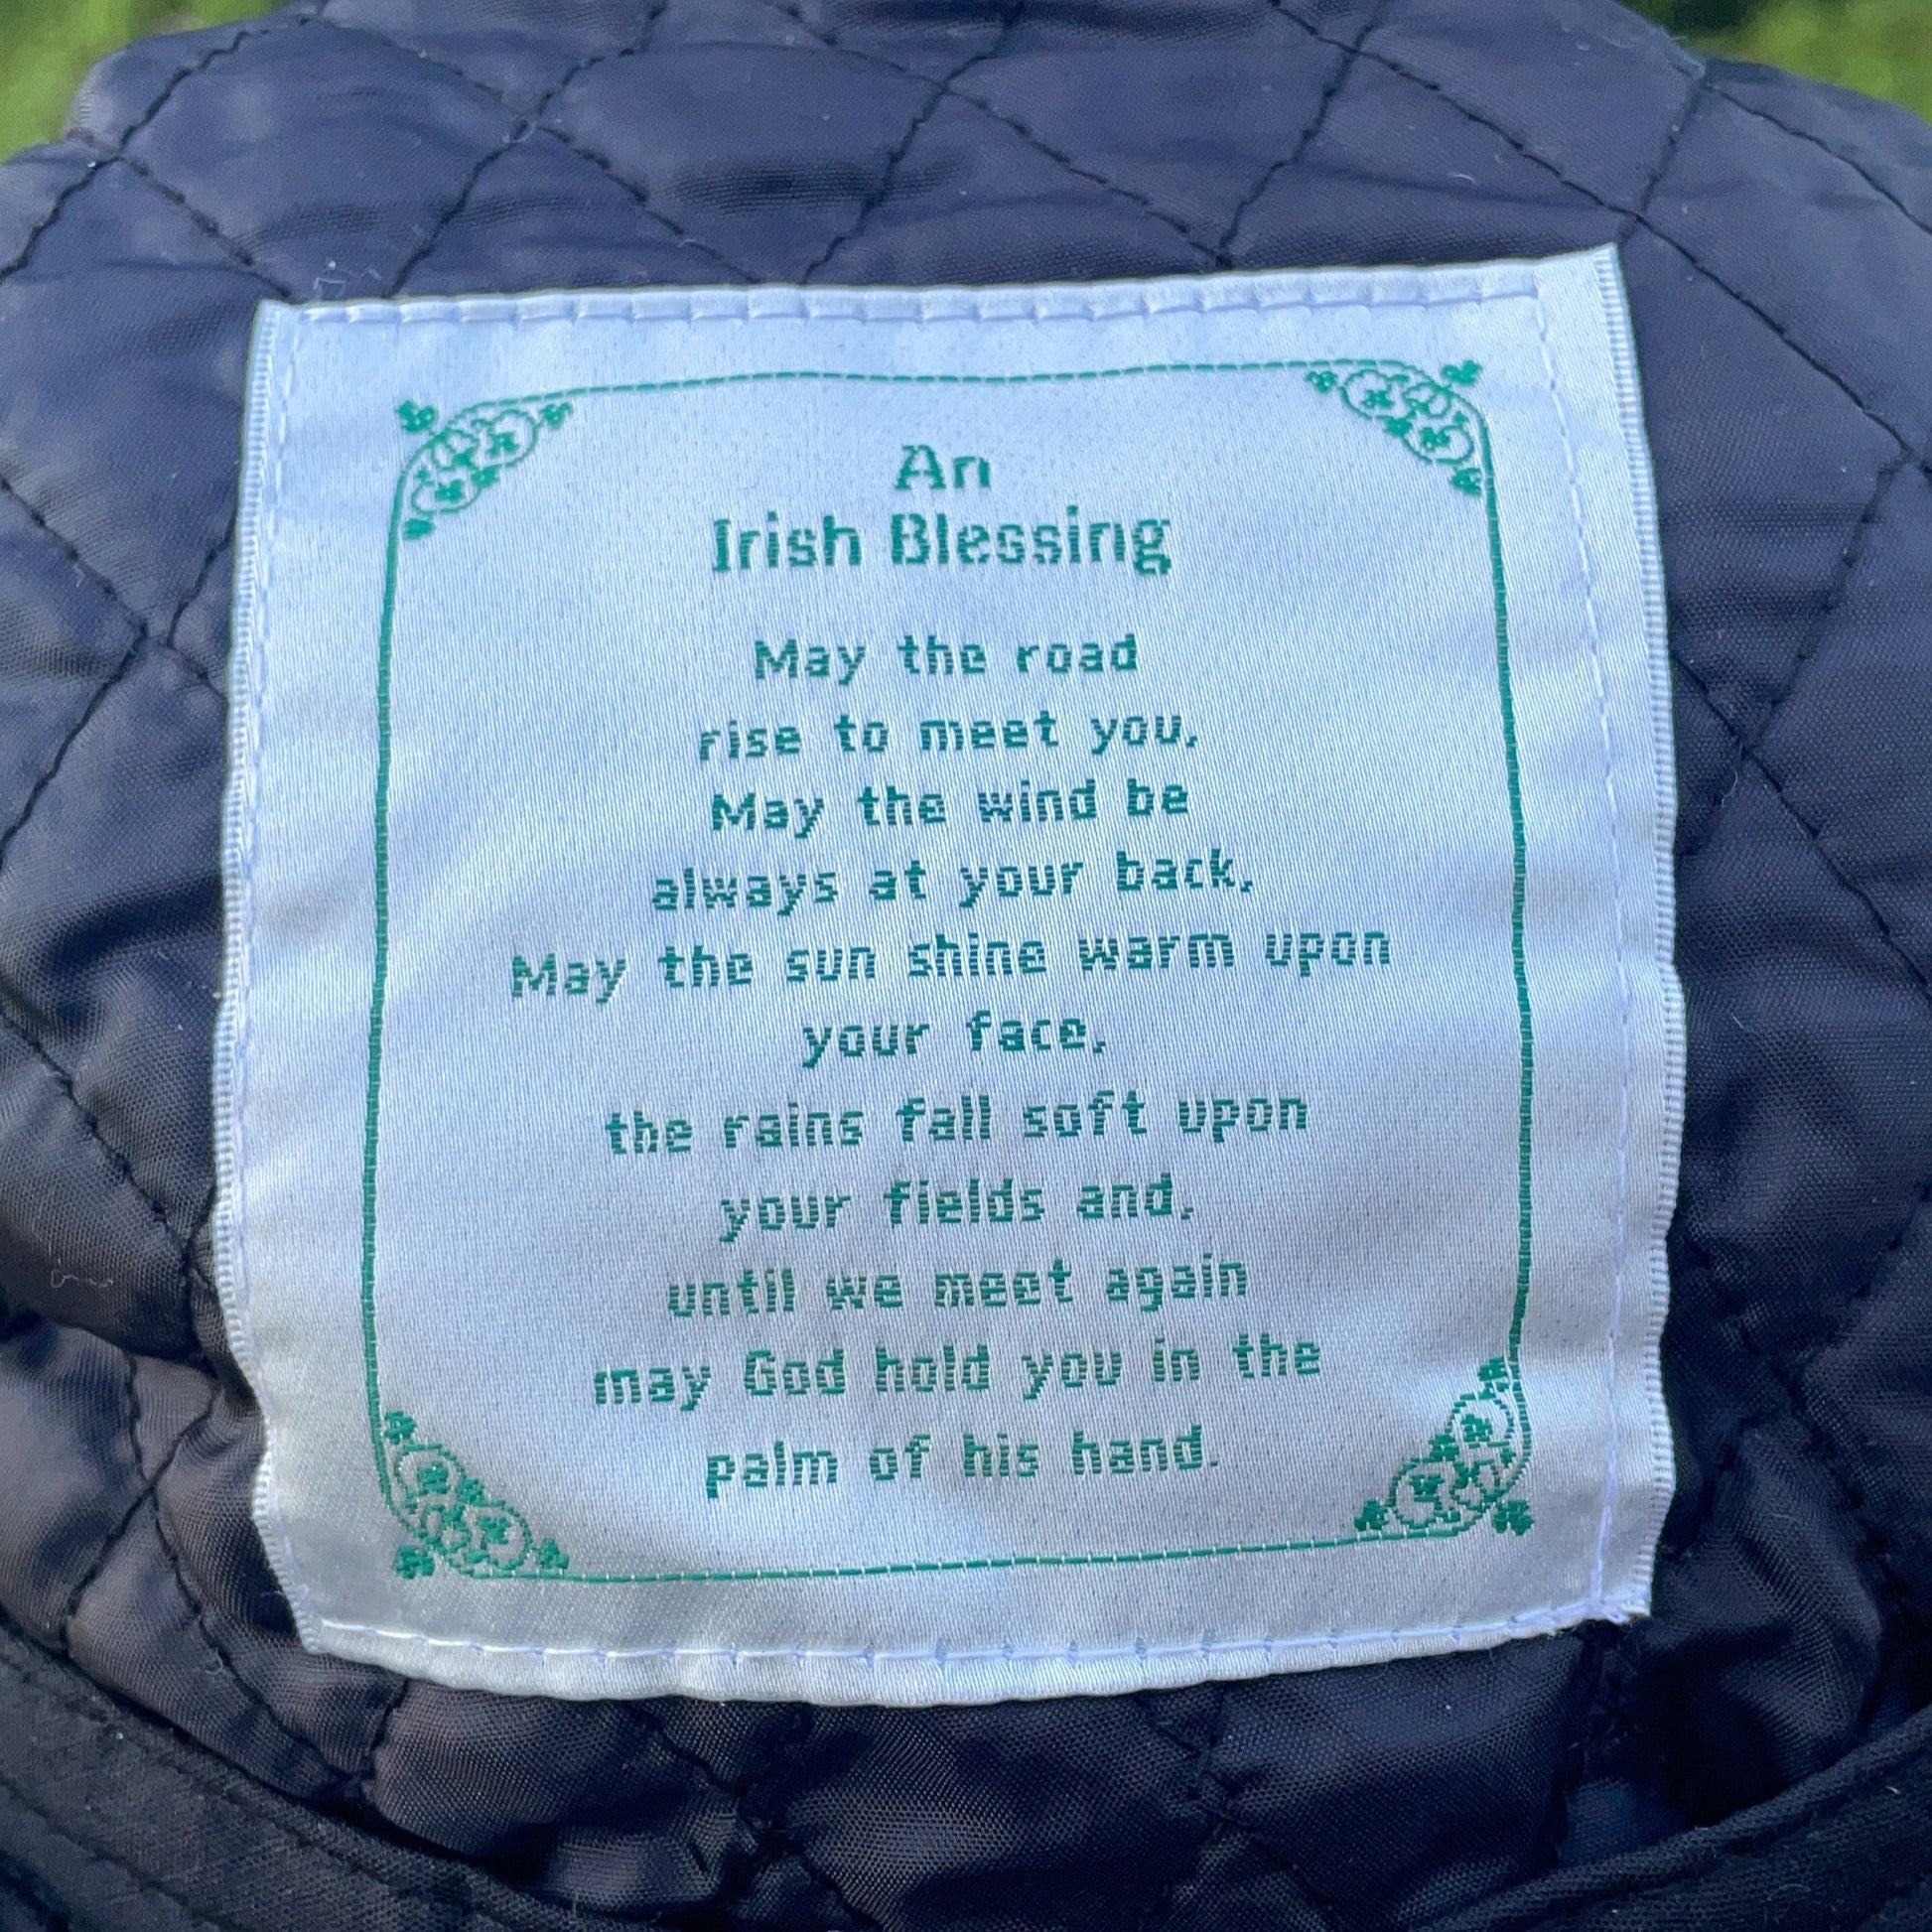 An
Irish Blessing
May the road
rise to meet you,
May the wind be
always at your back,
May the sun shine warm upon
your face,
the rains fall soft upon
your fields and,
until we meet again
may God hold you in the
palm of his hand.